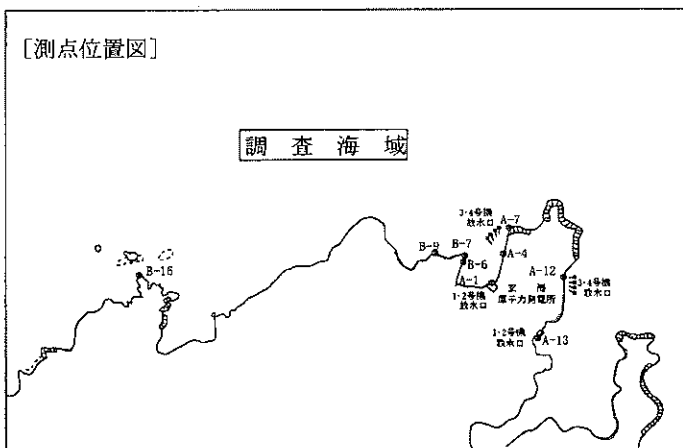 [測点位置図]
調査海域
3・4号機
放水口
A-7
B-9
B-7
A-4
B-6
A-12
B-16
A-1
玄海
原子力発電所
3・4号機
取水口
1・2号機
放水口
1・2号機
取水口
A-13